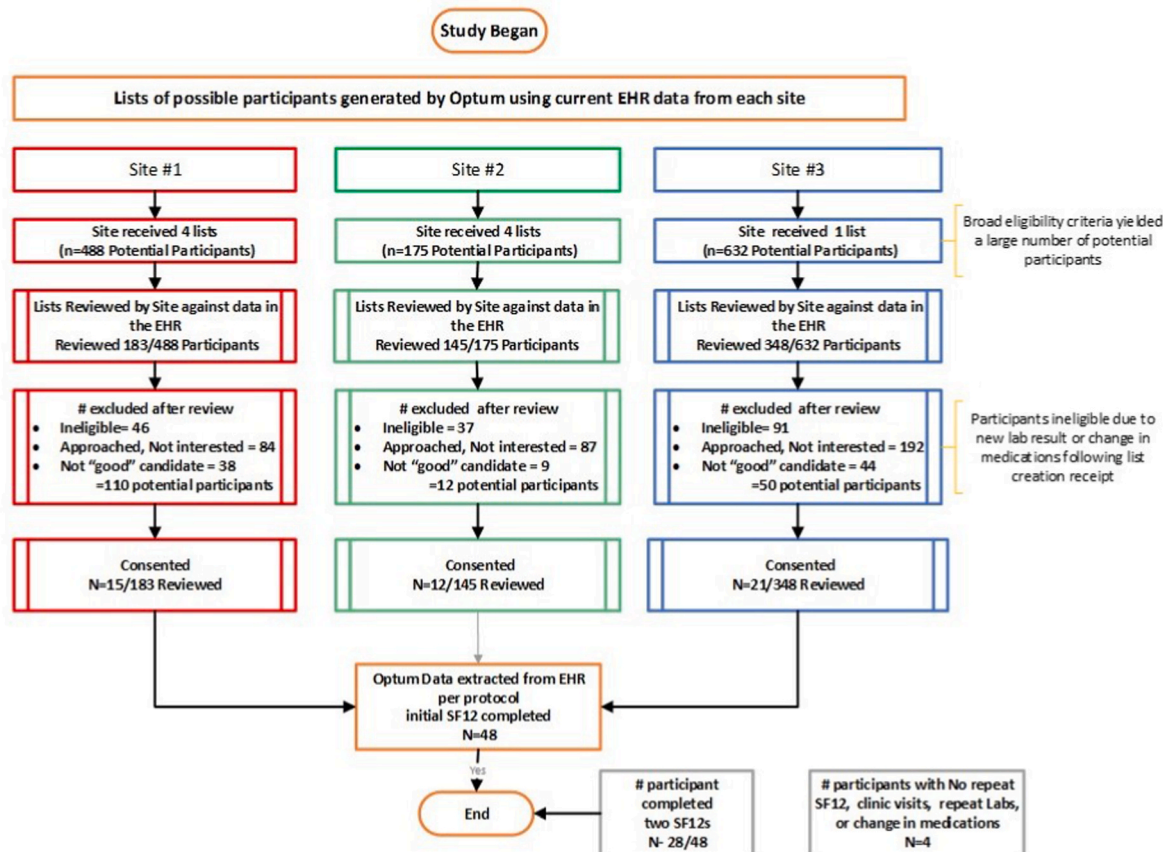 Study Began
Lists of possible participants generated by Optum using current EHR data from each site
Site #1
Site #2
Site #3
Site received 4 lists
(n=488 Potential Participants)
Site received 4 lists
(n=175 Potential Participants)
Site received 1 list
(n=632 Potential Participants)
Broad eligibility criteria yielded
a large number of potential
participants
Lists Reviewed by Site against data in
the EHR
Reviewed 183/488 Participants
Lists Reviewed by Site against data in
the EHR
Reviewed 145/175 Participants
Lists Reviewed by Site against data in
the EHR
Reviewed 348/632 Participants
# excluded after review
• Ineligible= 46
• Approached, Not interested = 84
• Not "good" candidate = 38
=110 potential participants
# excluded after review
• Ineligible = 37
• Approached, Not interested = 87
• Not "good" candidate = 9
=12 potential participants
# excluded after review
• Ineligible = 91
• Approached, Not interested = 192
• Not "good" candidate = 44
=50 potential participants
Participants ineligible due to
new lab result or change in
medications following list
creation receipt
Consented
N=15/183 Reviewed
Consented
N=12/145 Reviewed
Consented
N=21/348 Reviewed
Optum Data extracted from EHR
per protocol
initial SF12 completed
N=48
Yes
End
# participant
completed
two SF12s
N- 28/48
# participants with No repeat
SF12, clinic visits, repeat Labs,
or change in medications
N=4